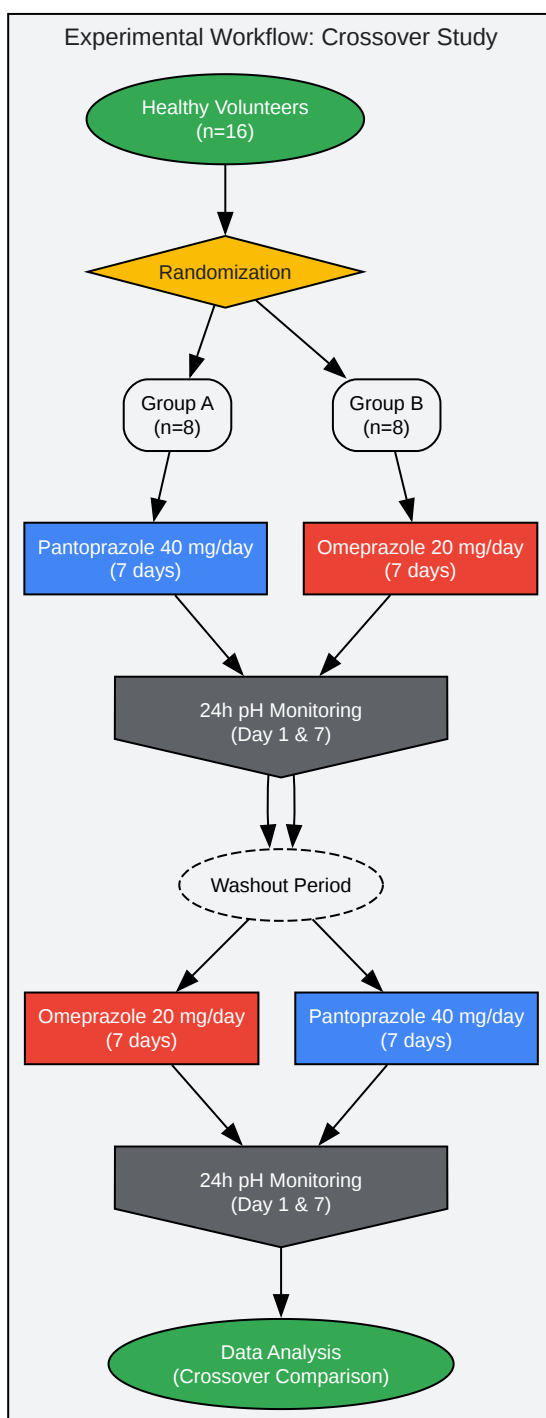 Experimental Workflow: Crossover Study
Healthy Volunteers
(n=16)
Randomization
Group A
(n=8)
Group B
(n=8)
Pantoprazole 40 mg/day
(7 days)
Omeprazole 20 mg/day
(7 days)
24h pH Monitoring
(Day 1 & 7)
Washout Period
Omeprazole 20 mg/day
(7 days)
Pantoprazole 40 mg/day
(7 days)
24h pH Monitoring
(Day 1 & 7)
Data Analysis
(Crossover Comparison)